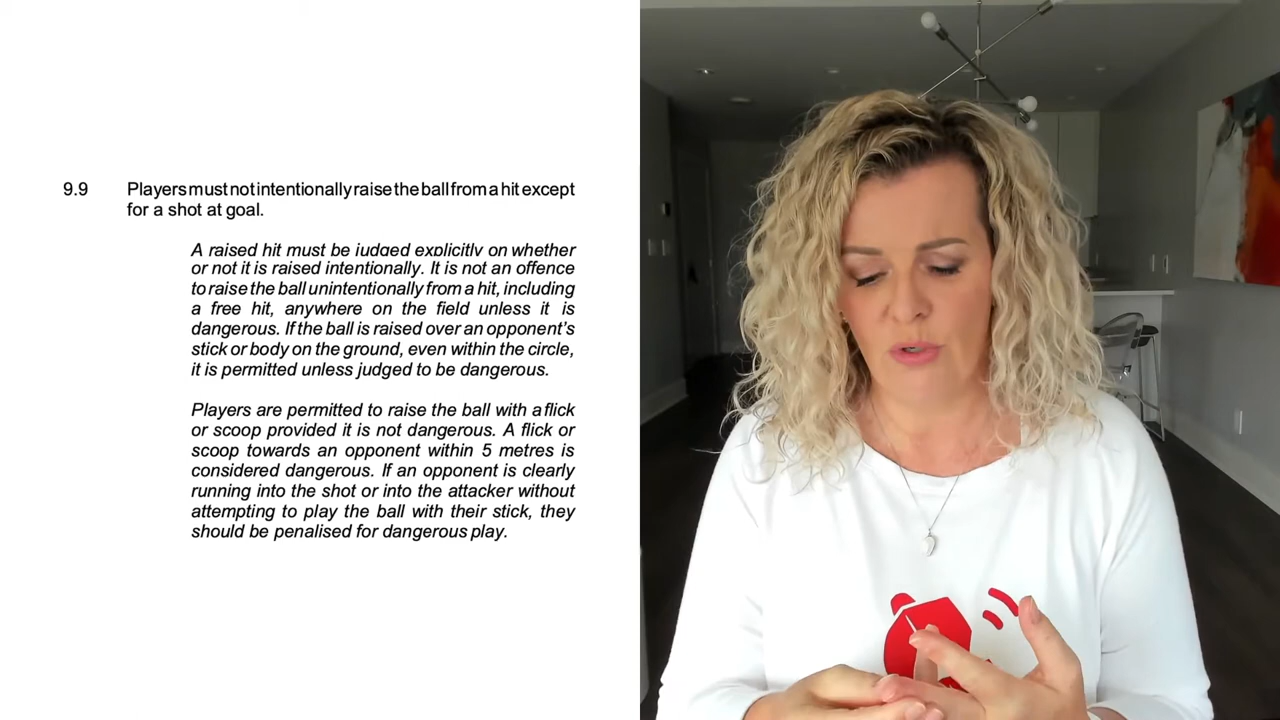 9.9 Players must not intentionally raise the ball from a hit except
for a shot at goal.
A raised hit must be judged explicitly on whether
or not it is raised intentionally. It is not an offence
to raise the ball unintentionally from a hit, including
a free hit, anywhere on the field unless it is
dangerous. If the ball is raised over an opponent's
stick or body on the ground, even within the circle,
it is permitted unless judged to be dangerous.
Players are permitted to raise the ball with a flick
or scoop provided it is not dangerous. A flick or
scoop towards an opponent within 5 metres is
considered dangerous. If an opponent is clearly
running into the shot or into the attacker without
attempting to play the ball with their stick, they
should be penalised for dangerous play.